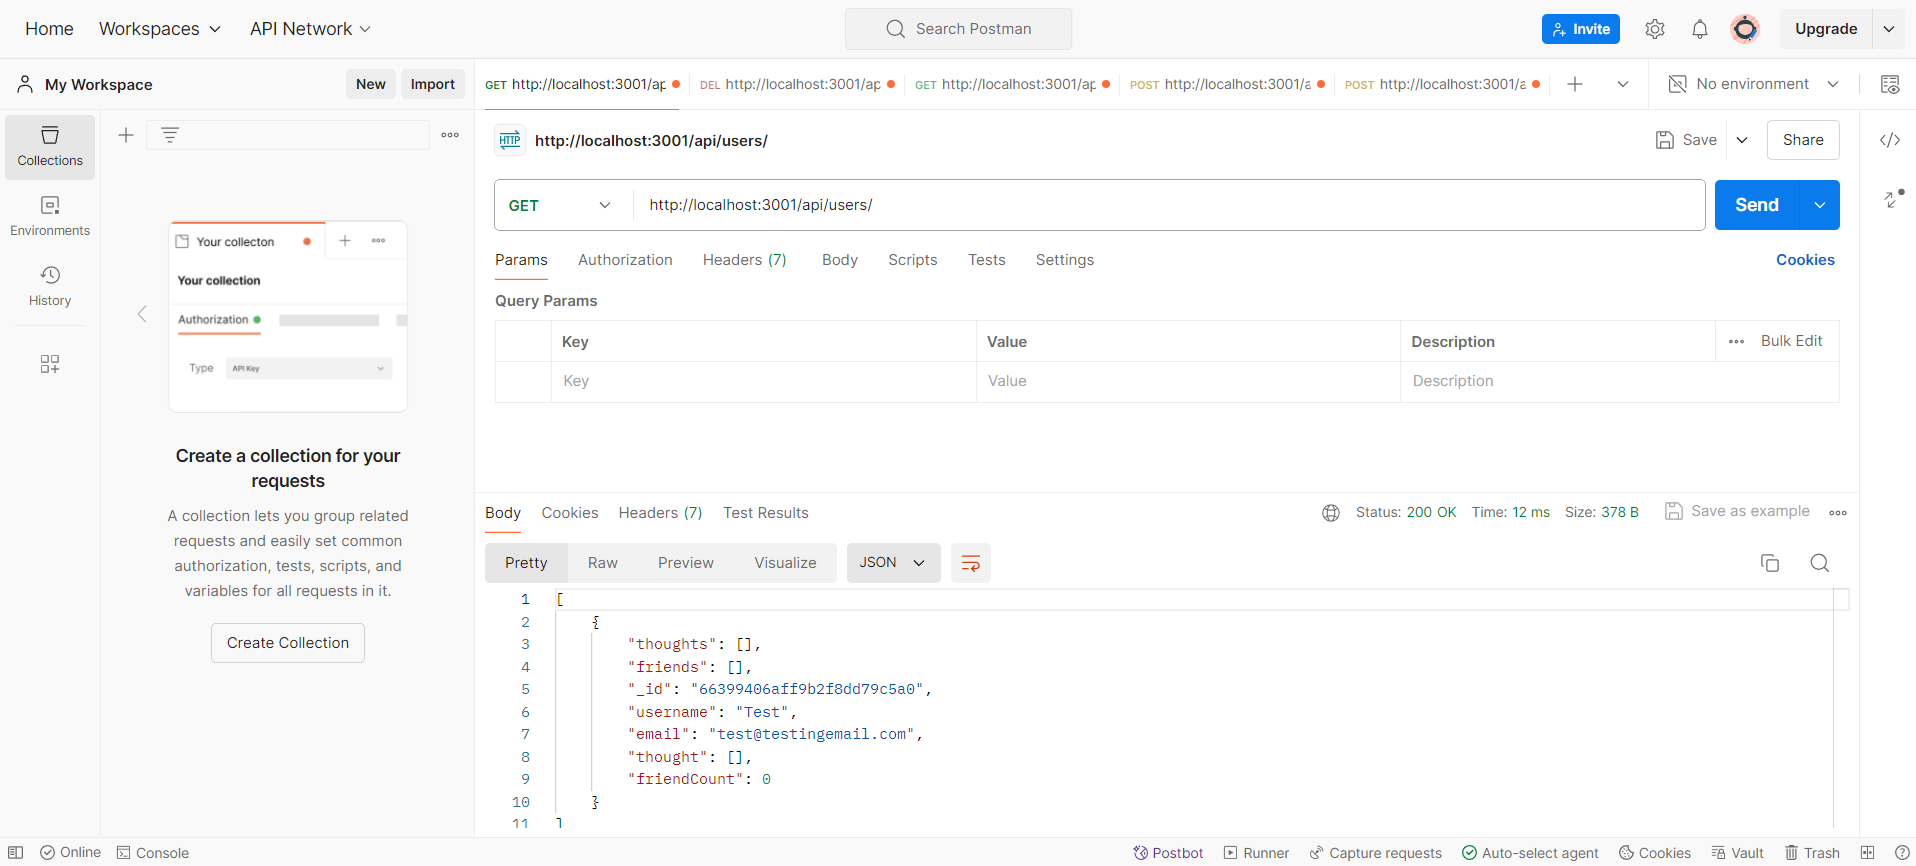 Home Workspaces API Network Search Postman Invite Upgrade
My Workspace New Import GET http://localhost:3001/ap DEL http://localhost:3001/ap GET http://localhost:3001/ap POST http://localhost:3001/a POST http://localhost:3001/a No environment
Collections
Environments
History
Your collecton
Your collection
Authorization
Type API Key
Create a collection for your
requests
A collection lets you group related
requests and easily set common
authorization, tests, scripts, and
variables for all requests in it.
Create Collection
HTTP http://localhost:3001/api/users/ Save Share
GET http://localhost:3001/api/users/ Send
Params Authorization Headers (7) Body Scripts Tests Settings Cookies
Query Params
Key Value Description Bulk Edit
Key Value Description
Body Cookies Headers (7) Test Results Status: 200 OK Time: 12 ms Size: 378 B Save as example
Pretty Raw Preview Visualize JSON
1 [
2 {
3 "thoughts": [],
4 "friends": [],
5 "_id": "66399406aff9b2f8dd79c5a0",
6 "username": "Test",
7 "email": "test@testingemail.com",
8 "thought": [],
9 "friendCount": 0
10 }
11 ]
Online Console Postbot Runner Capture requests Auto-select agent Cookies Vault Trash